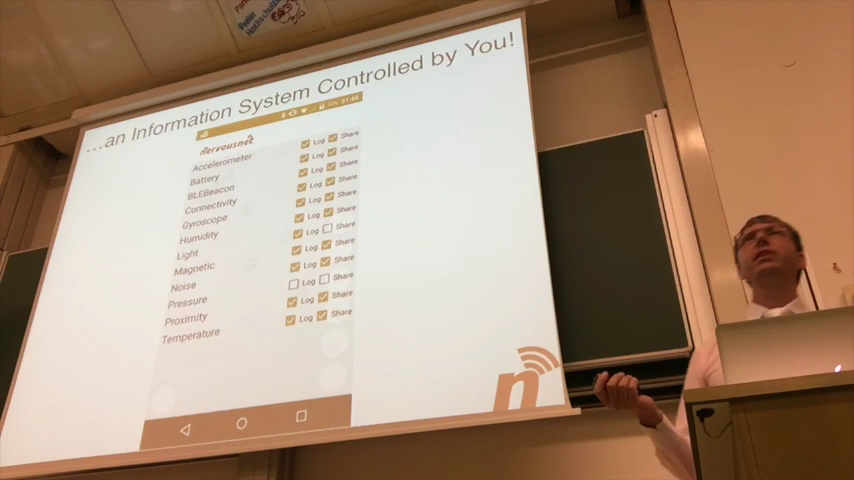 ...an Information System Controlled by You!
21:49
nervousnet
Accelerometer Log Share
Battery Log Share
BLEBeacon Log Share
Connectivity Log Share
Gyroscope Log Share
Humidity Log Share
Light Log Share
Magnetic Log Share
Noise Log Share
Pressure Log Share
Proximity Log Share
Temperature Log Share
n